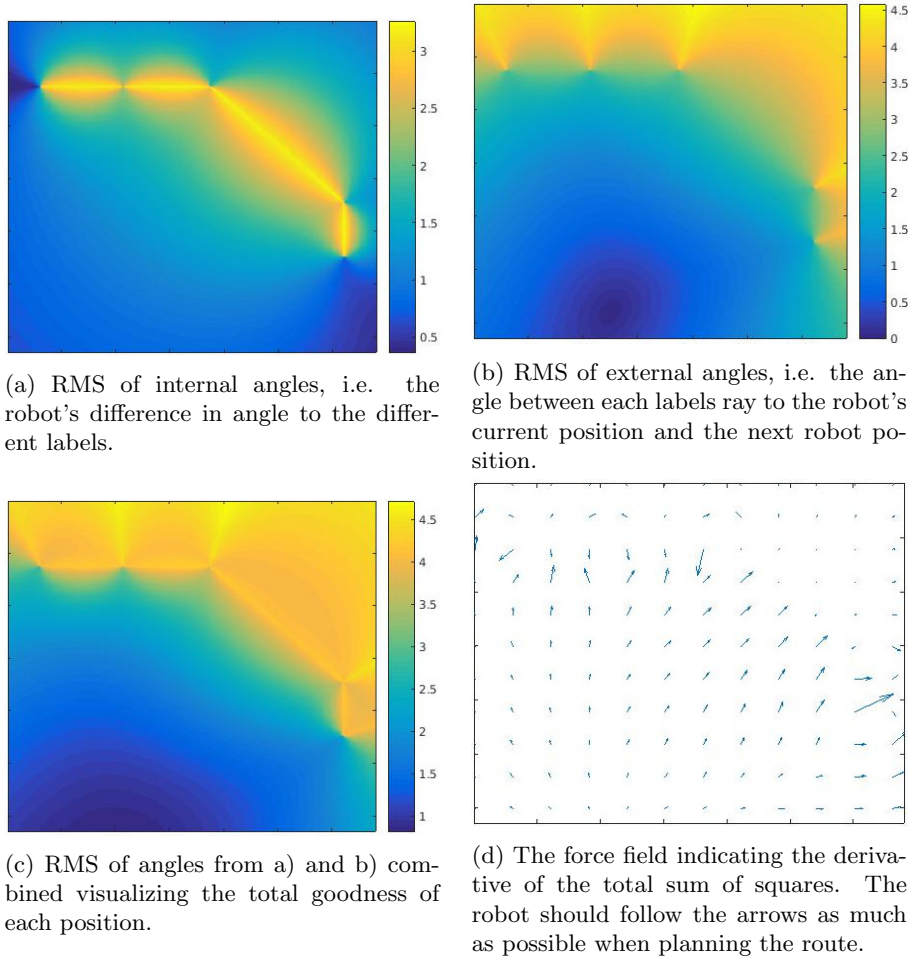 3
2.5
2
1.5
1
0.5
4.5
4
3.5
3
2.5
2
1.5
1
0.5
0
(a) RMS of internal angles, i.e. the
robot's difference in angle to the differ-
ent labels.
(b) RMS of external angles, i.e. the an-
gle between each labels ray to the robot's
current position and the next robot po-
sition.
4.5
4
3.5
3
2.5
2
1.5
1
(c) RMS of angles from a) and b) com-
bined visualizing the total goodness of
each position.
(d) The force field indicating the deriva-
tive of the total sum of squares. The
robot should follow the arrows as much
as possible when planning the route.